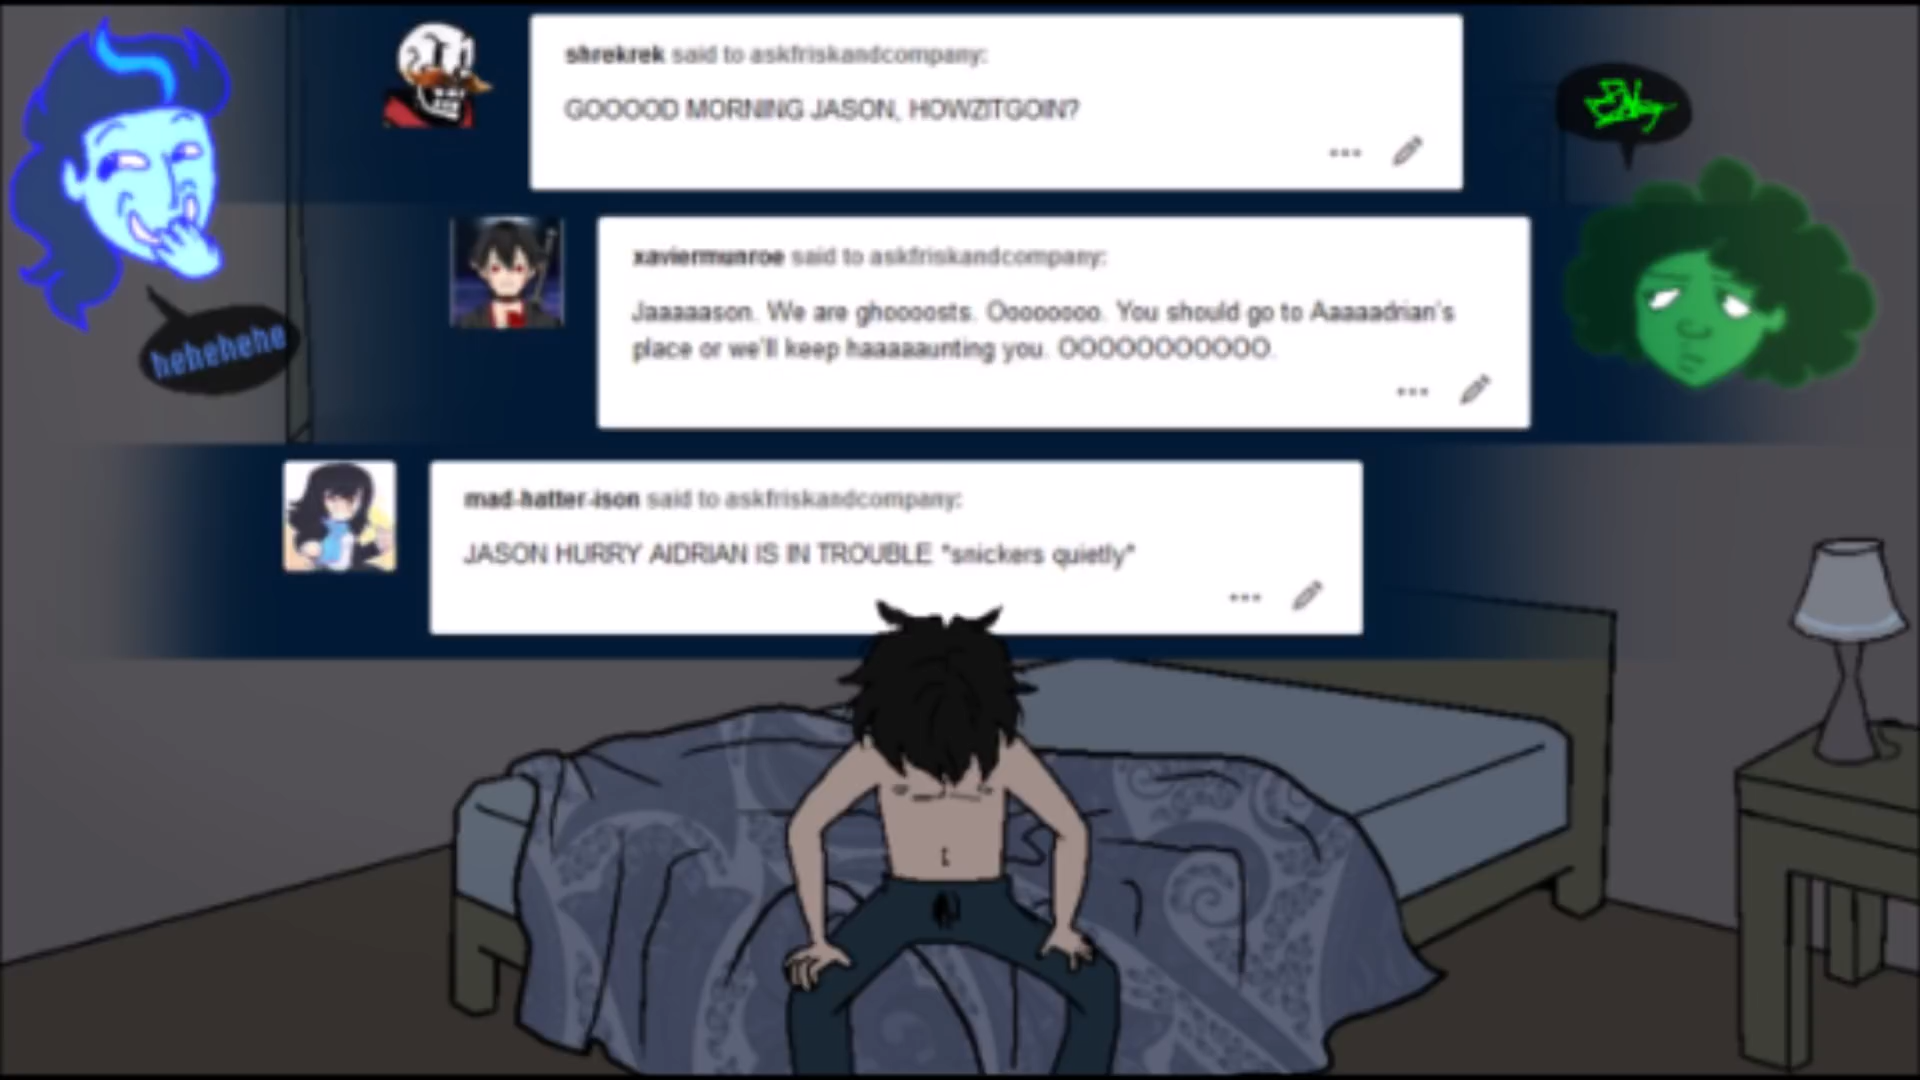 shrekrek said to askfriskandcompany:
GOOOOD MORNING JASON, HOWZITGOIN?
xaviermunroe said to askfriskandcompany:
Jaaaaason. We are ghoooosts. Oooooooo. You should go to Aaaaadrian's
place or we'll keep haaaaaunting you. OOOOOOOOOOOO.
hehehehe
mad-hatter-ison said to askfriskandcompany:
JASON HURRY AIDRIAN IS IN TROUBLE "snickers quietly"